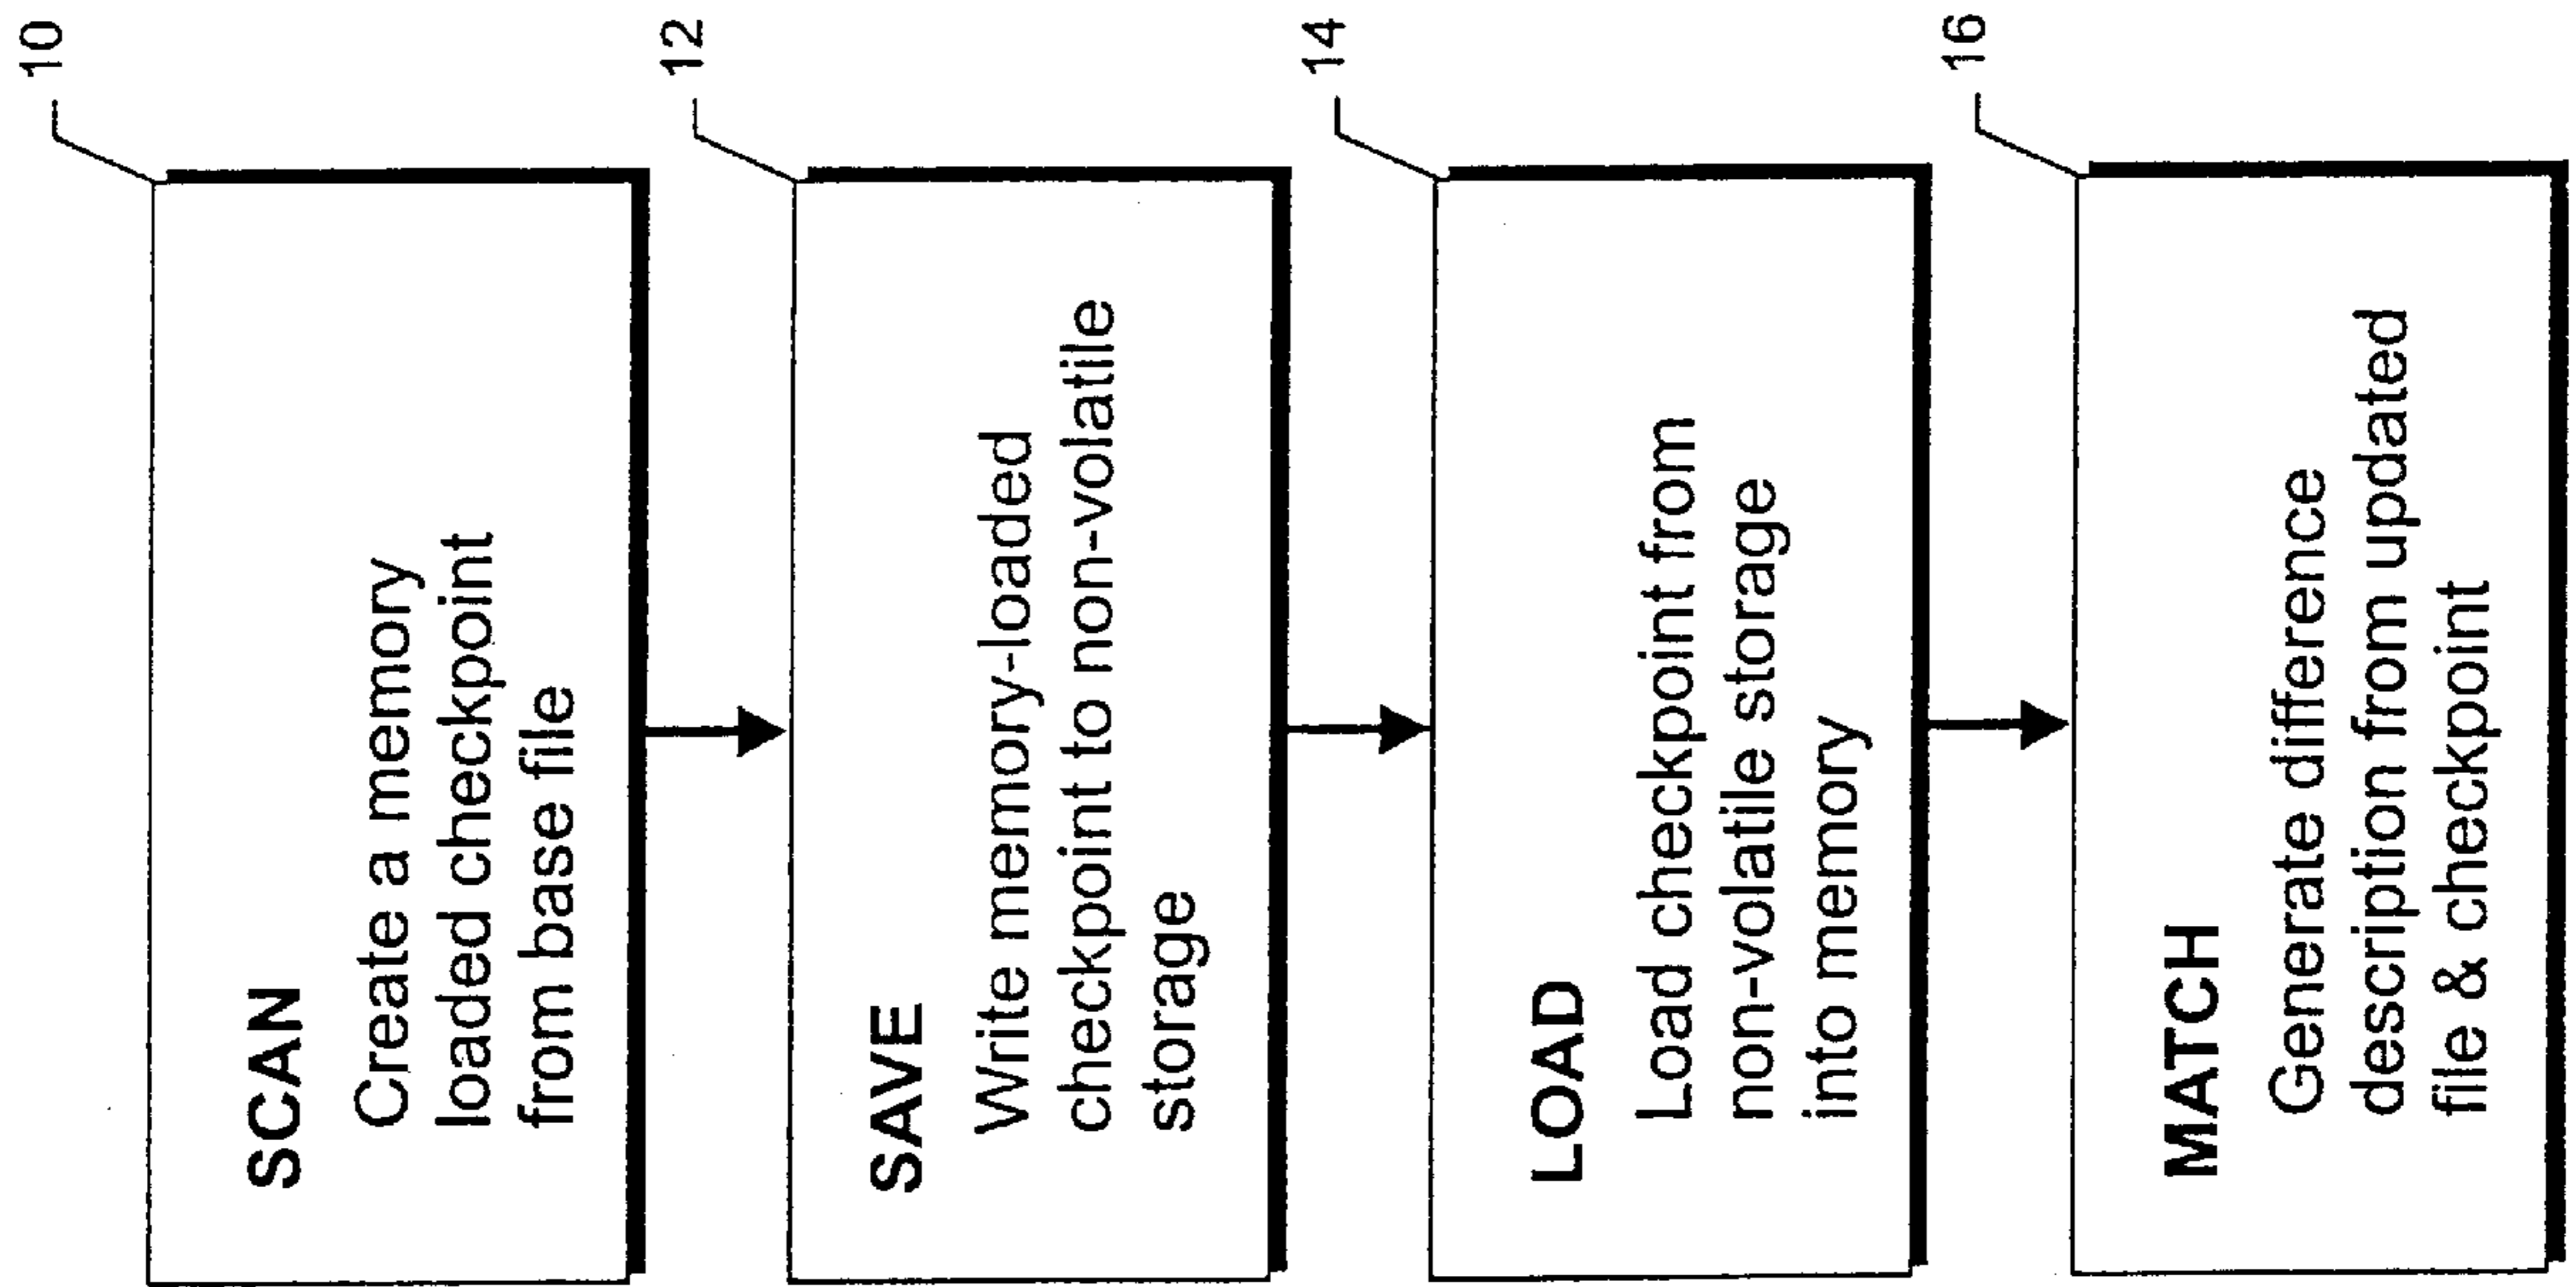 10
SCAN
Create a memory
loaded checkpoint
from base file
12
SAVE
Write memory-loaded
checkpoint to non-volatile
storage
14
LOAD
Load checkpoint from
non-volatile storage
into memory
16
MATCH
Generate difference
description from updated
file & checkpoint